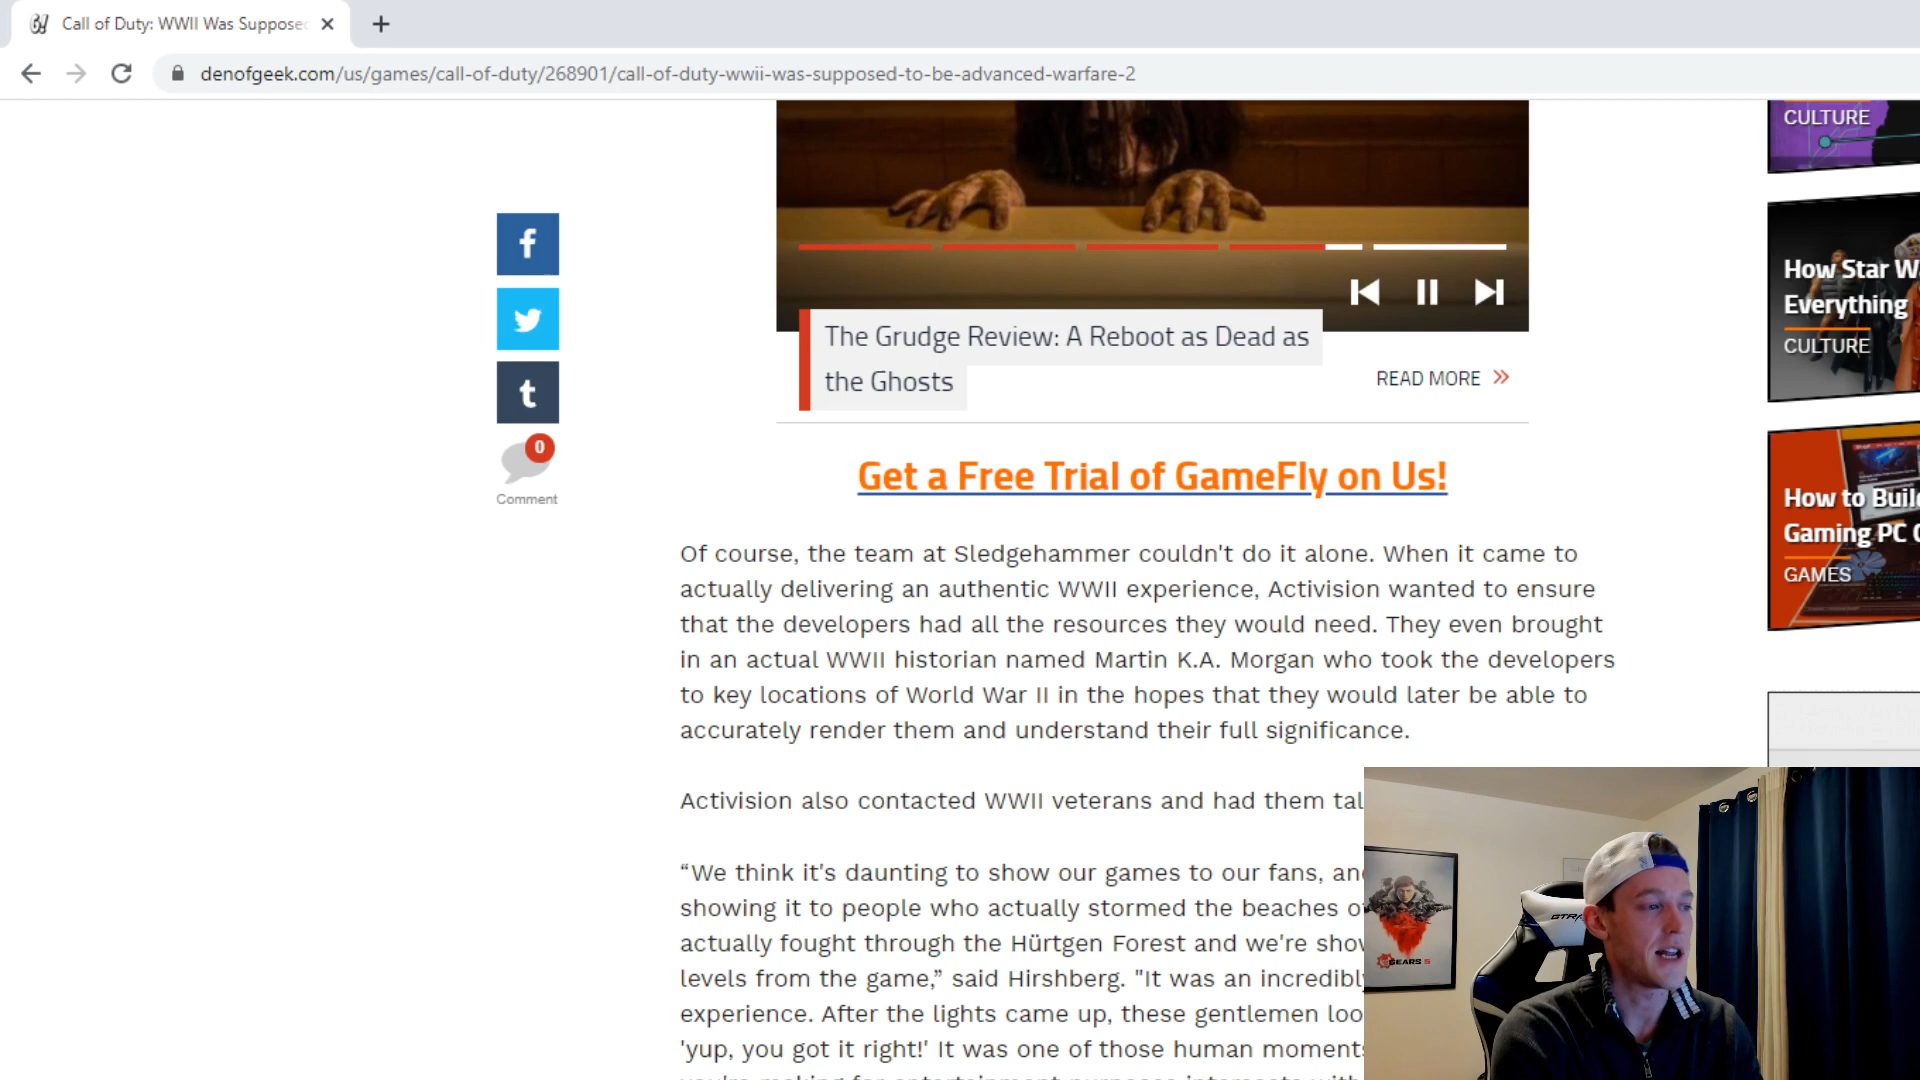 Call of Duty: WWII Was Suppose
denofgeek.com/us/games/call-of-duty/268901/call-of-duty-wwii-was-supposed-to-be-advanced-warfare-2
CULTURE
How Star W
Everything
CULTURE
The Grudge Review: A Reboot as Dead as
the Ghosts
READ MORE
0
Comment
Get a Free Trial of GameFly on Us!
How to Buil
Gaming PC
GAMES
Of course, the team at Sledgehammer couldn't do it alone. When it came to
actually delivering an authentic WWII experience, Activision wanted to ensure
that the developers had all the resources they would need. They even brought
in an actual WWII historian named Martin K.A. Morgan who took the developers
to key locations of World War II in the hopes that they would later be able to
accurately render them and understand their full significance.
Activision also contacted WWII veterans and had them tal
“We think it's daunting to show our games to our fans, and
showing it to people who actually stormed the beaches o
actually fought through the Hürtgen Forest and we're show
levels from the game,” said Hirshberg. "It was an incredibl
experience. After the lights came up, these gentlemen loo
'yup, you got it right!' It was one of those human moments
GEARS 5